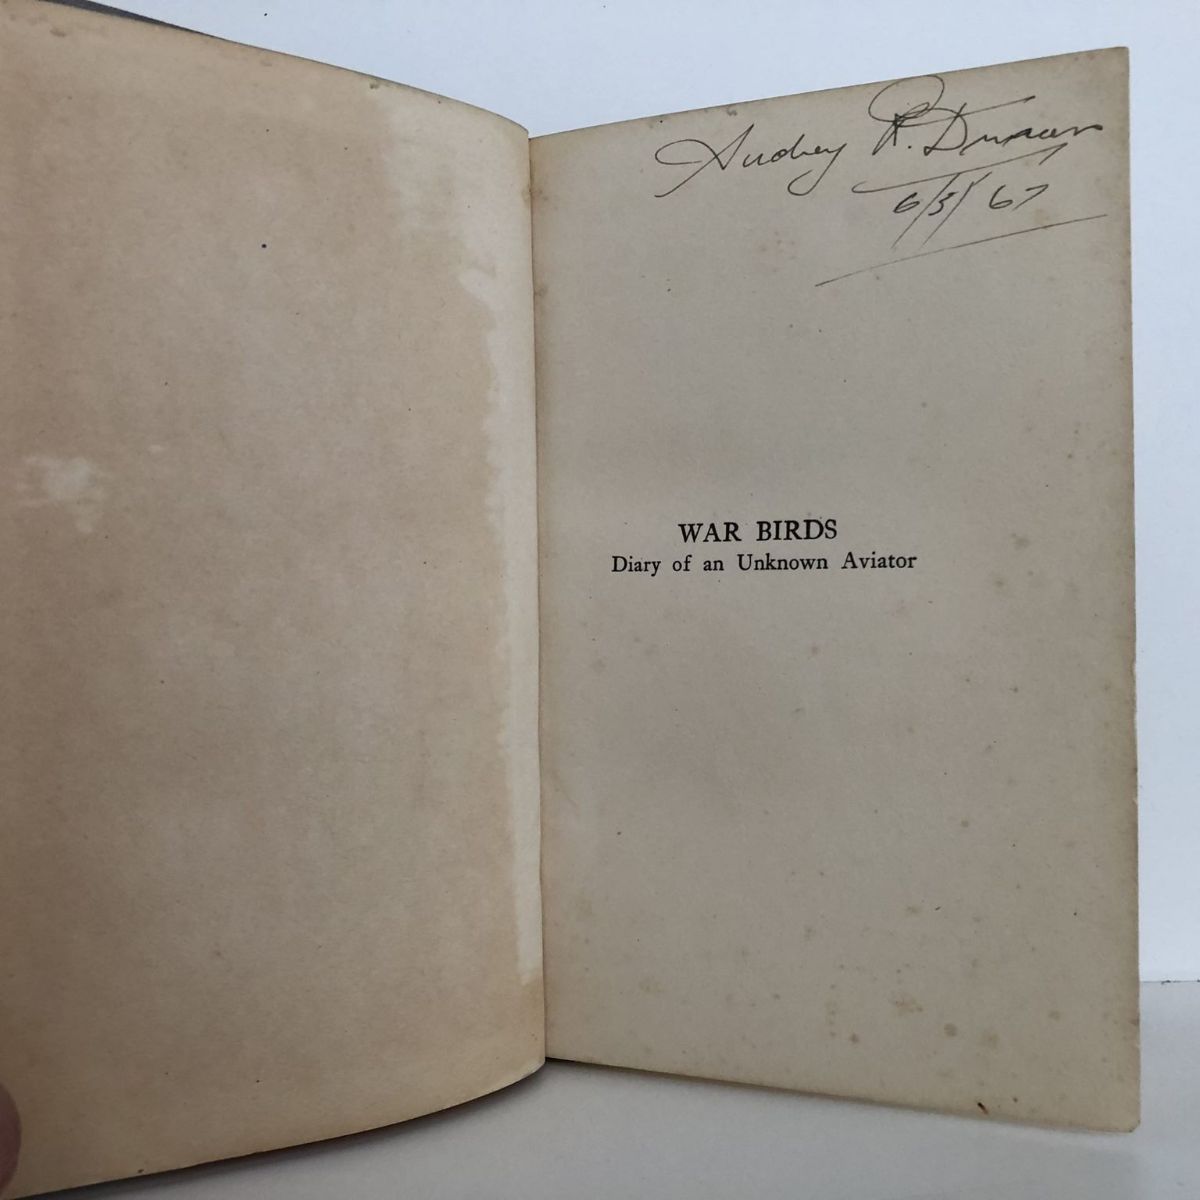 Audrey R. Duncan
6/3/67
WAR BIRDS
Diary of an Unknown Aviator